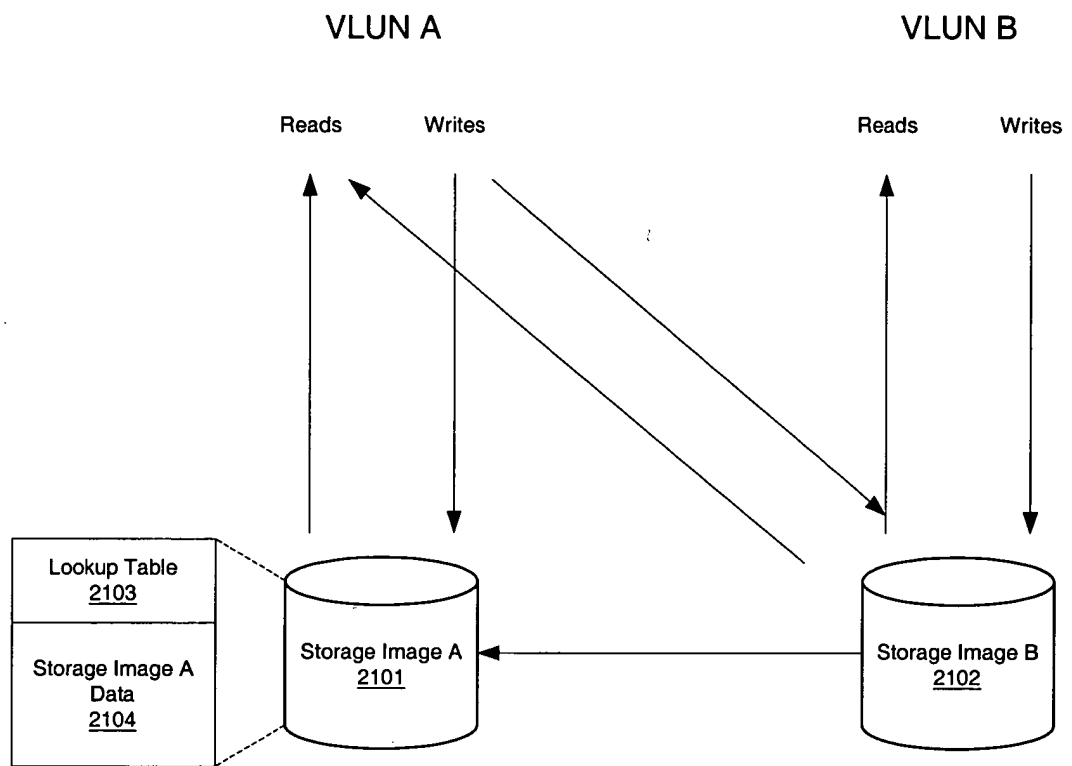 VLUN A
VLUN B
Reads
Writes
Reads
Writes
Lookup Table
2103
Storage Image A
Data
2104
Storage Image A
2101
Storage Image B
2102